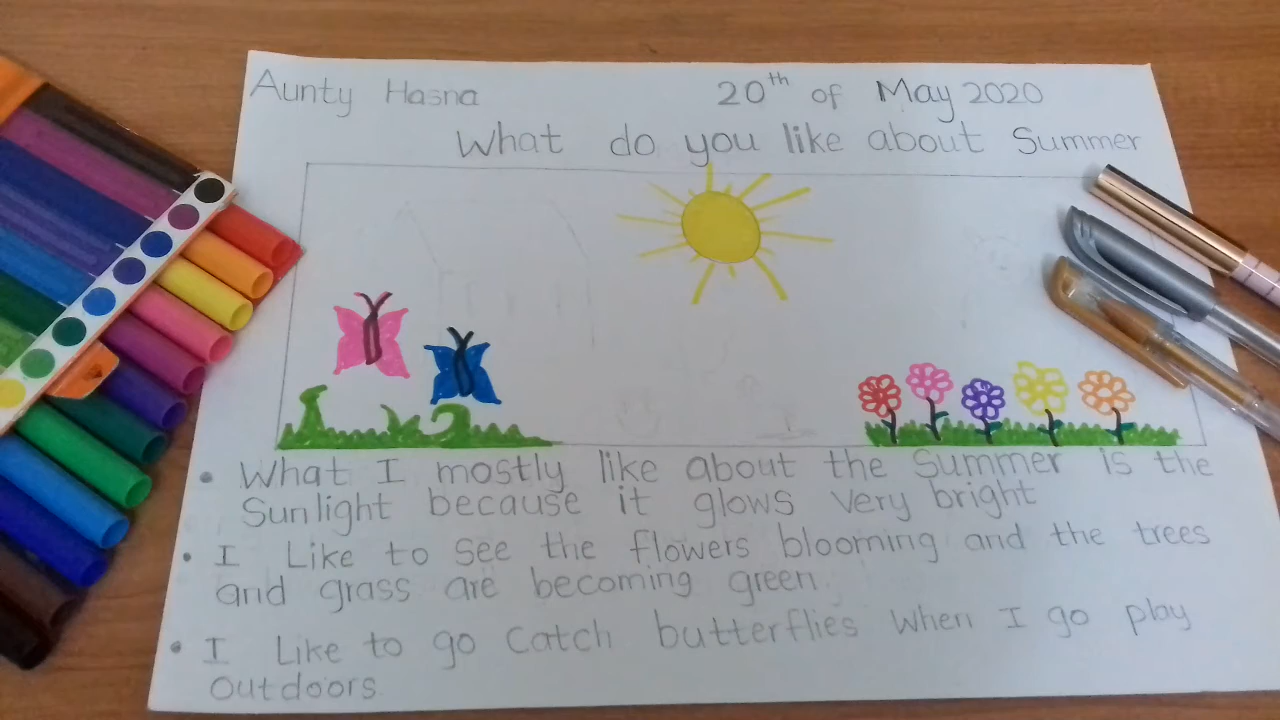 Aunty Hasna 20th of May 2020
What do you like about Summer
• What I mostly like about the Summer is the
Sunlight because it glows very bright
• I Like to see the flowers blooming and the trees
and grass are becoming green.
• I Like to go Catch butterflies when I go play
outdoors.